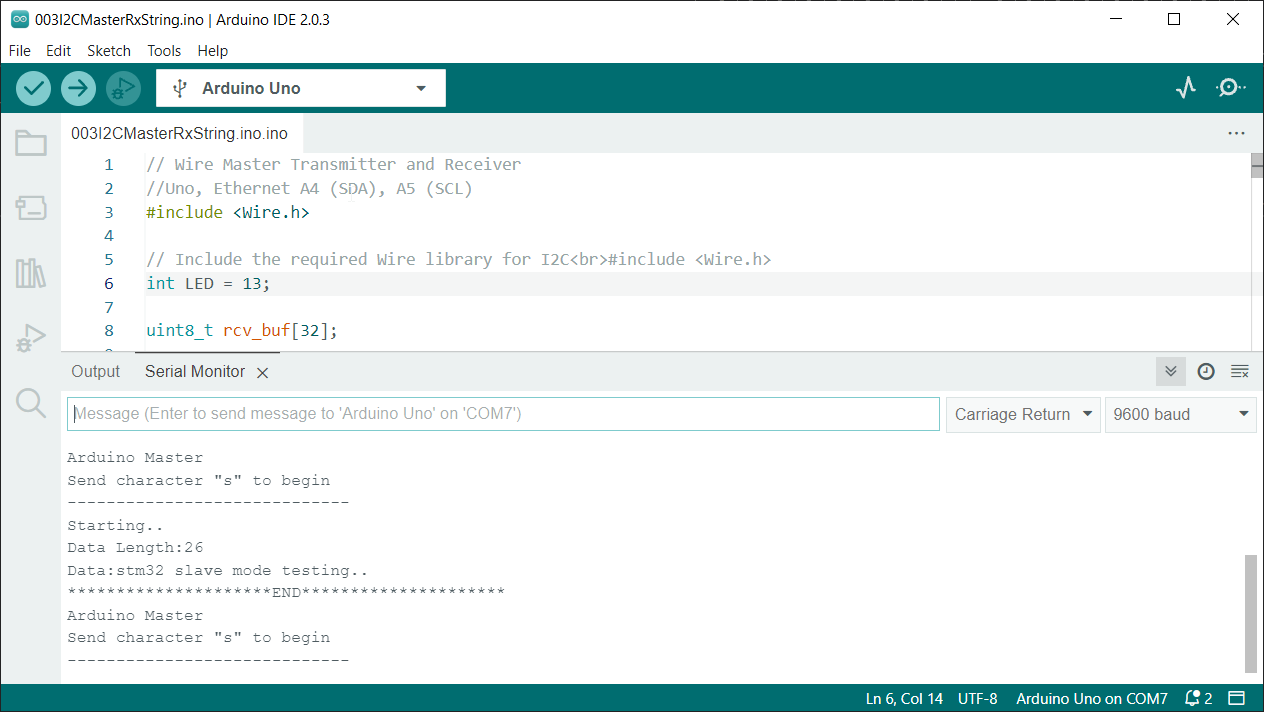 003I2CMasterRxString.ino | Arduino IDE 2.0.3
File Edit Sketch Tools Help
Arduino Uno
003I2CMasterRxString.ino.ino
1 // Wire Master Transmitter and Receiver
2 //Uno, Ethernet A4 (SDA), A5 (SCL)
3 #include <Wire.h>
4
5 // Include the required Wire library for I2C<br>#include <Wire.h>
6 int LED = 13;
7
8 uint8_t rcv_buf[32];
Output Serial Monitor
Message (Enter to send message to 'Arduino Uno' on 'COM7') Carriage Return 9600 baud
Arduino Master
Send character "s" to begin
-----------------------------
Starting..
Data Length:26
Data:stm32 slave mode testing..
*********************END*********************
Arduino Master
Send character "s" to begin
-----------------------------
Ln 6, Col 14 UTF-8 Arduino Uno on COM7 2